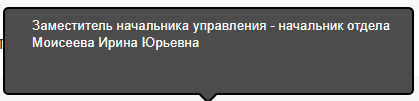 Заместитель начальника управления - начальник отдела
Моисеева Ирина Юрьевна